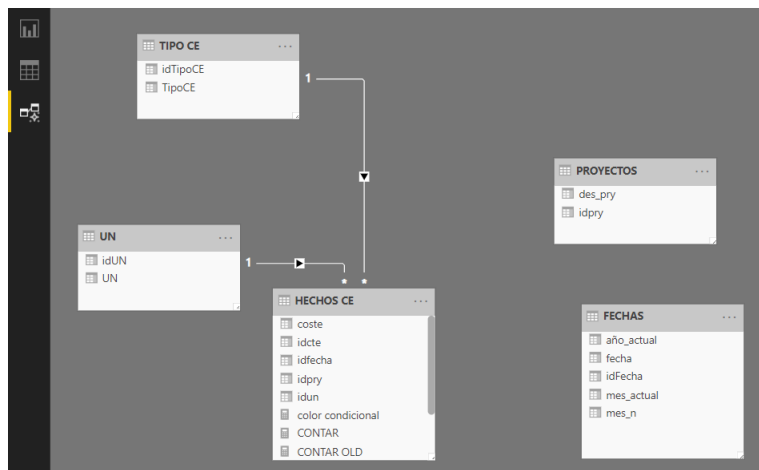 TIPO CE ...
idTipoCE
TipoCE
1
PROYECTOS ...
des_pry
idpry
UN ...
idUN
UN
1
* *
HECHOS CE ...
coste
idcte
idfecha
idpry
idun
color condicional
CONTAR
CONTAR OLD
FECHAS ...
año_actual
fecha
idFecha
mes_actual
mes_n